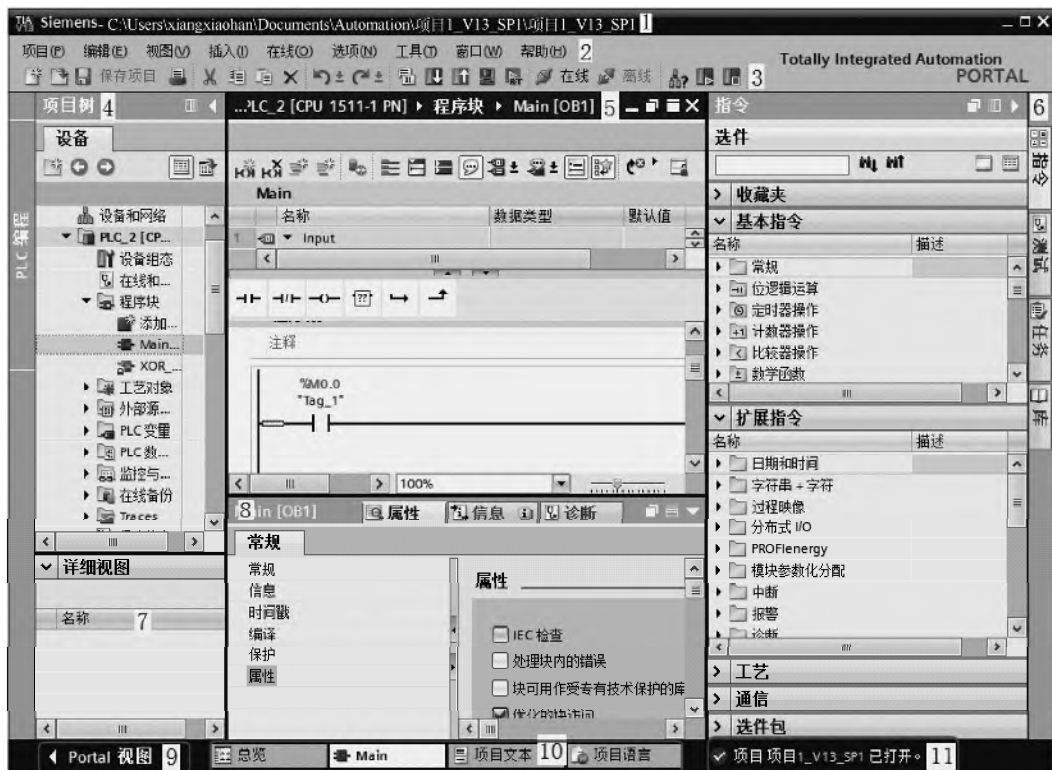 Siemens - C:\Users\xiangxiaohan\Documents\Automation\项目1_V13_SP1\项目1_V13_SP1 1
项目(P) 编辑(E) 视图(V) 插入(I) 在线(O) 选项(N) 工具(T) 窗口(W) 帮助(H) 2
Totally Integrated Automation
PORTAL
保存项目 在线 离线 3
项目树 4
设备
PLC 编程
设备和网络
PLC_2 [CP...
设备组态
在线和...
程序块
添加...
Main...
XOR_...
工艺对象
外部源...
PLC 变量
PLC 数...
监控与...
在线备份
Traces
详细视图
名称 7
...PLC_2 [CPU 1511-1 PN] 程序块 Main [OB1] 5
Main
名称 数据类型 默认值
1 Input
注释
%M0.0
"Tag_1"
100%
8 ain [OB1] 属性 信息 诊断
常规
常规
信息
时间戳
编译
保护
属性
属性
IEC 检查
处理块内的错误
块可用作受专有技术保护的库
优化的块访问
指令
选件
收藏夹
基本指令
名称 描述
常规
位逻辑运算
定时器操作
计数器操作
比较器操作
数学函数
扩展指令
名称 描述
日期和时间
字符串 + 字符
过程映像
分布式 I/O
PROFIenergy
模块参数化分配
中断
报警
诊断
工艺
通信
选件包
6
指令
测试
任务
库
Portal 视图 9
总览
Main
项目文本 10 项目语言
项目 项目1_V13_SP1 已打开。 11